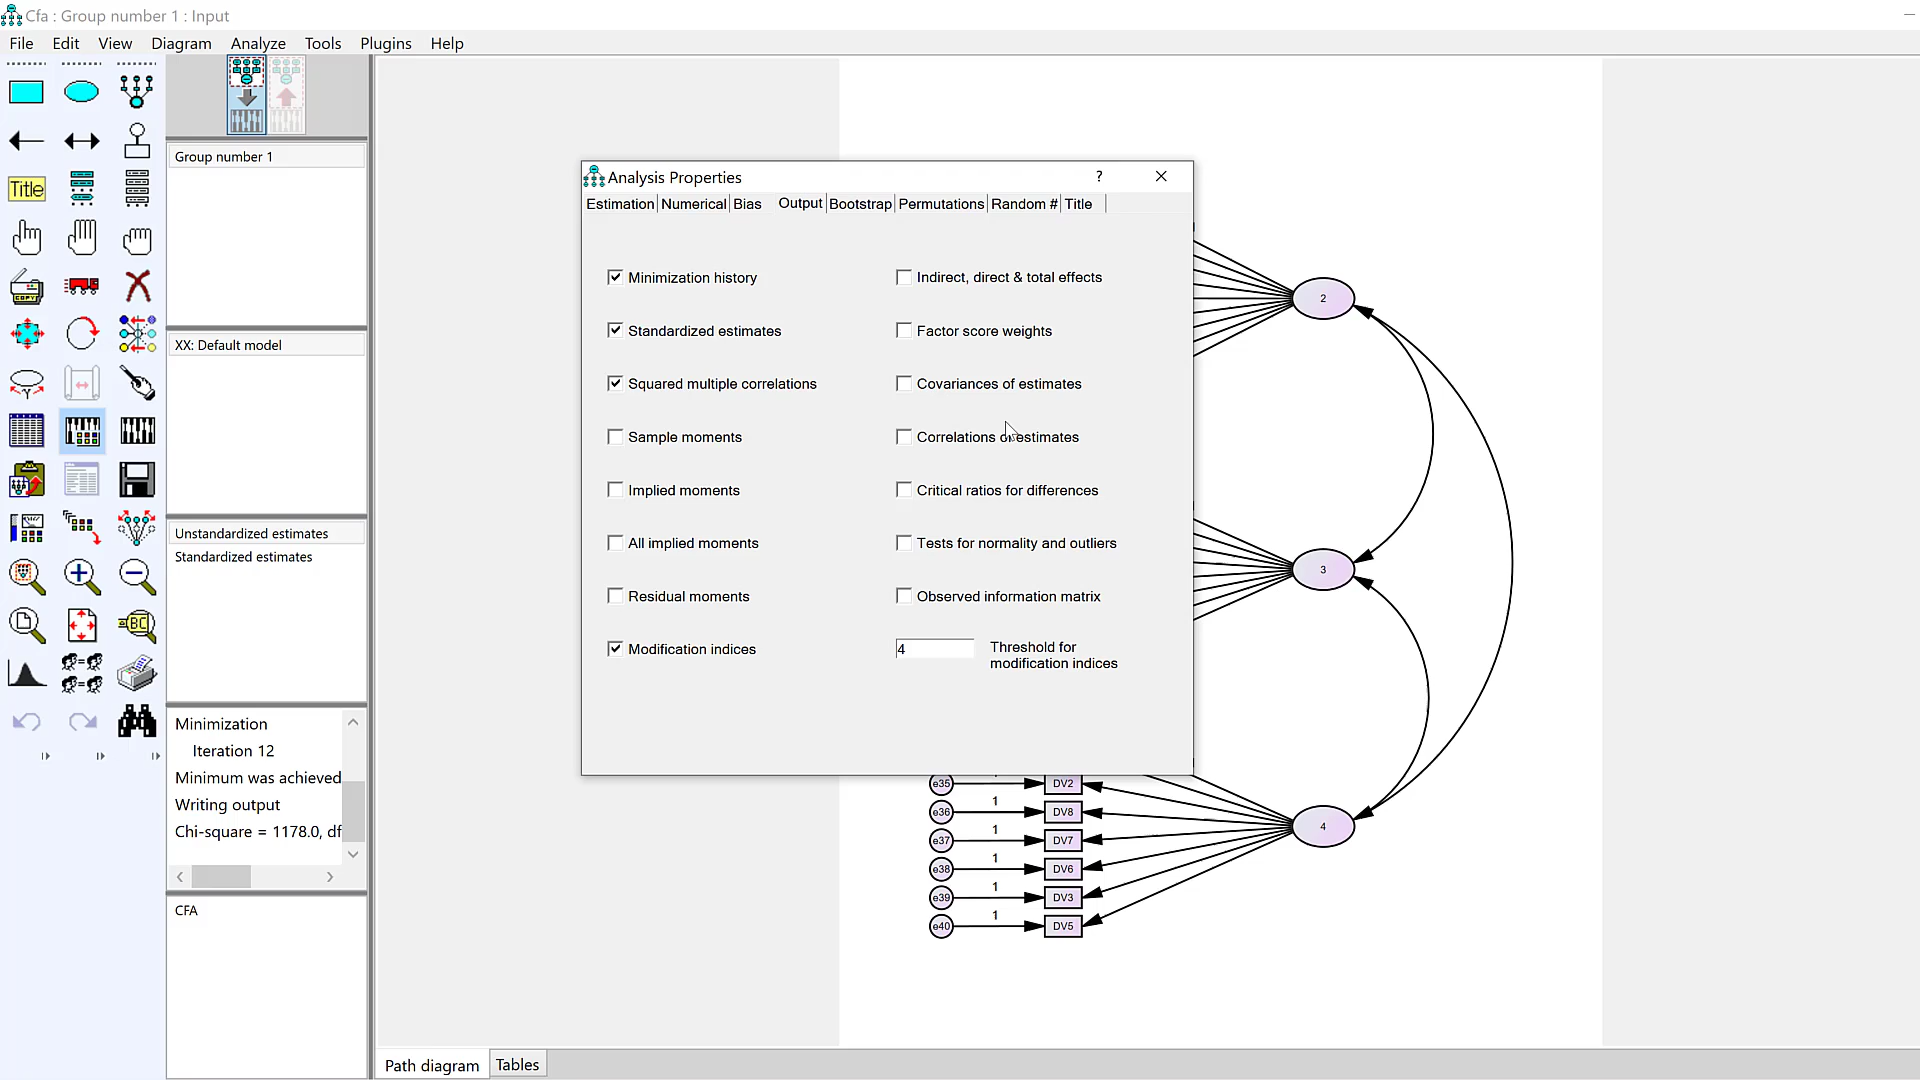 Cfa : Group number 1 : Input
File Edit View Diagram Analyze Tools Plugins Help
Title
Group number 1
XX: Default model
Unstandardized estimates
Standardized estimates
Minimization
Iteration 12
Minimum was achieved
Writing output
Chi-square = 1178.0, df
CFA
Analysis Properties
?
Estimation Numerical Bias Output Bootstrap Permutations Random # Title
Minimization history
Indirect, direct & total effects
Standardized estimates
Factor score weights
Squared multiple correlations
Covariances of estimates
Sample moments
Correlations of estimates
Implied moments
Critical ratios for differences
All implied moments
Tests for normality and outliers
Residual moments
Observed information matrix
Modification indices
4
Threshold for
modification indices
2
3
4
e35 DV2
1
e36 DV8
1
e37 DV7
1
e38 DV6
1
e39 DV3
1
e40 DV5
Path diagram Tables